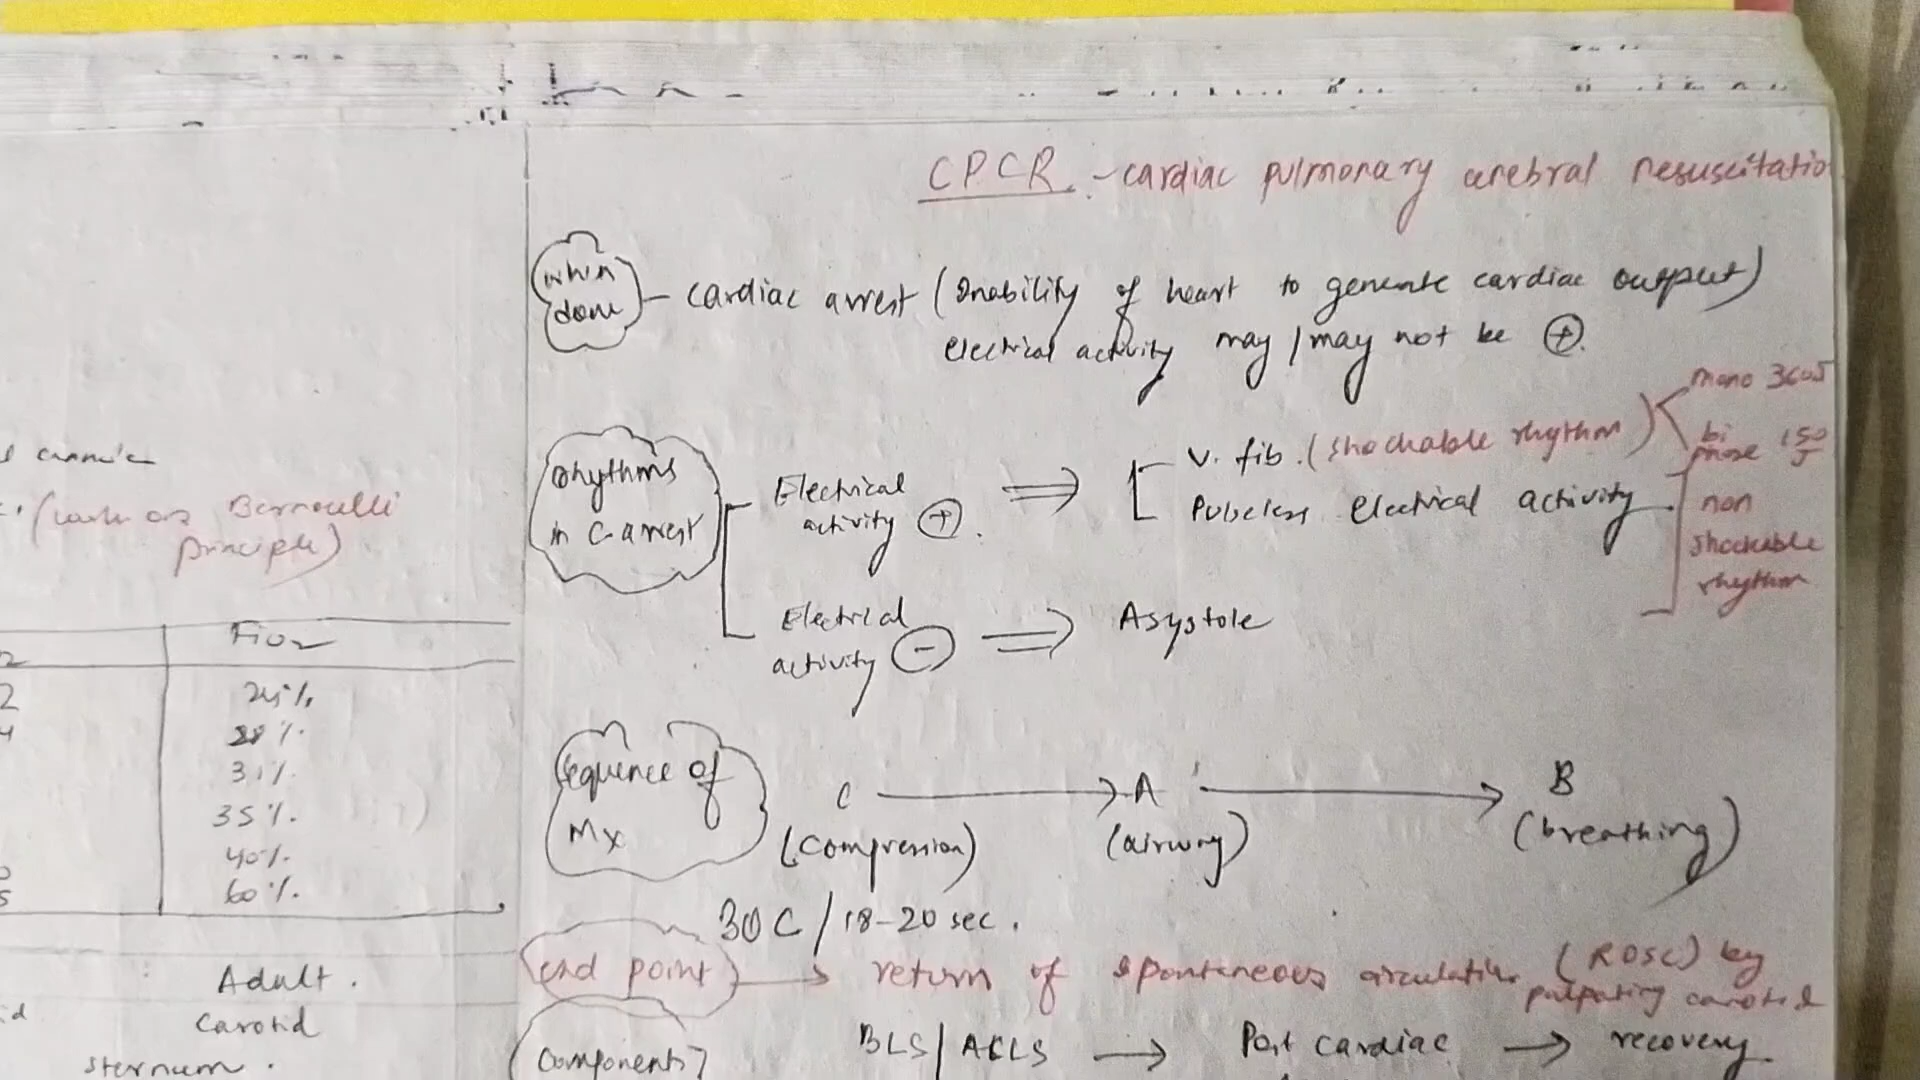 CPCR - cardiac pulmonary cerebral resuscitatio
when done - cardiac arrest (Inability of heart to generate cardiac output)
electrical activity may / may not be ⊕.
Rhythms in C. arrest
Electrical activity ⊕. ⇒ V. fib. (shockable rhythm)
mono 360J
bi phase 150 J
Pulseless electrical activity
non shockable rhythm
Electrical activity ⊖ ⇒ Asystole
Sequence of Mx
C → A → B
(compression) (airway) (breathing)
30 C / 18-20 sec.
end point → return of spontaneous circulation (ROSC) by palpating carotid
Components
BLS / ACLS → Post cardiac → recovery
Bernoulli principle)
FiO2
24%
28%
31%
35%
40%
60%
Adult.
Carotid
sternum.